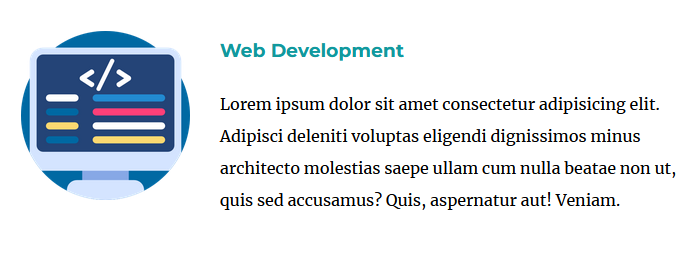 </>
Web Development
Lorem ipsum dolor sit amet consectetur adipisicing elit.
Adipisci deleniti voluptas eligendi dignissimos minus
architecto molestias saepe ullam cum nulla beatae non ut,
quis sed accusamus? Quis, aspernatur aut! Veniam.